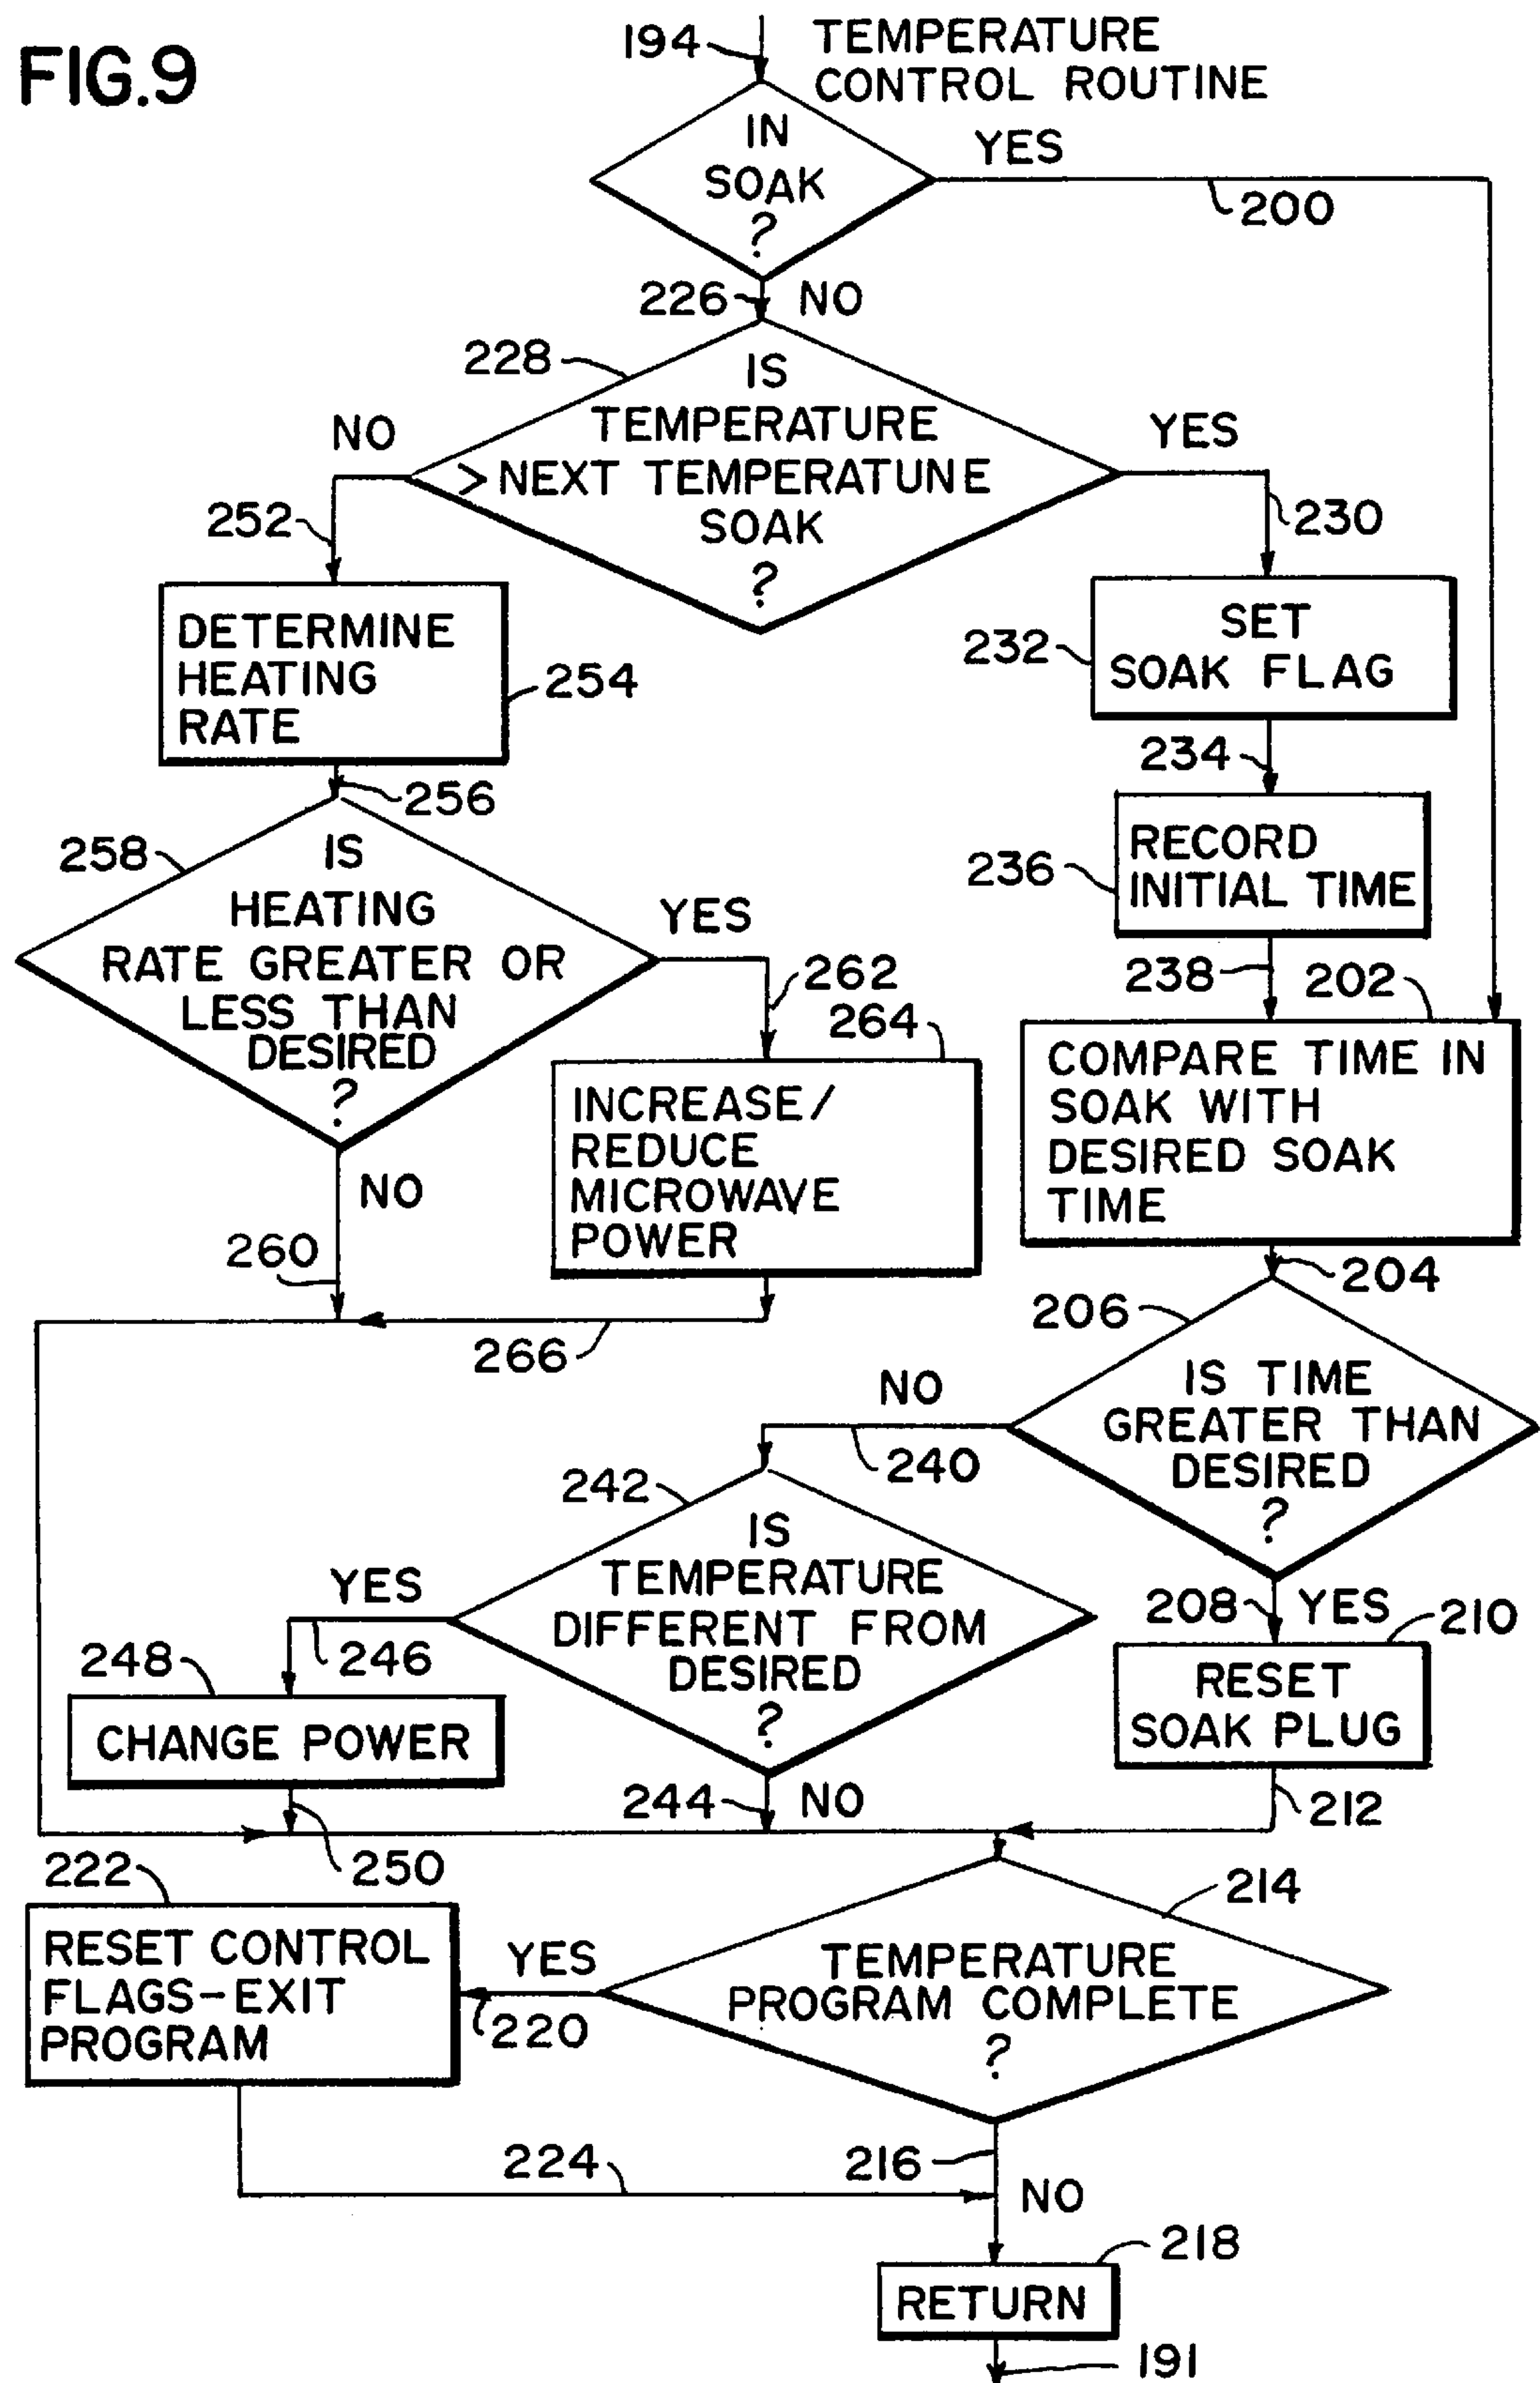 FIG.9
194
TEMPERATURE
CONTROL ROUTINE
IN
SOAK
?
YES
200
226
NO
228
IS
TEMPERATURE
> NEXT TEMPERATUNE
SOAK
?
NO
YES
252
230
DETERMINE
HEATING
RATE
254
SET
SOAK FLAG
232
234
256
258
IS
HEATING
RATE GREATER OR
LESS THAN
DESIRED
?
YES
236
RECORD
INITIAL TIME
262
238
202
264
INCREASE/
REDUCE
MICROWAVE
POWER
COMPARE TIME IN
SOAK WITH
DESIRED SOAK
TIME
NO
260
204
206
266
IS TIME
GREATER THAN
DESIRED
?
NO
240
242
IS
TEMPERATURE
DIFFERENT FROM
DESIRED
?
YES
246
208
YES
210
248
CHANGE POWER
RESET
SOAK PLUG
244
NO
212
250
222
214
RESET CONTROL
FLAGS-EXIT
PROGRAM
YES
220
TEMPERATURE
PROGRAM COMPLETE
?
224
216
NO
218
RETURN
191